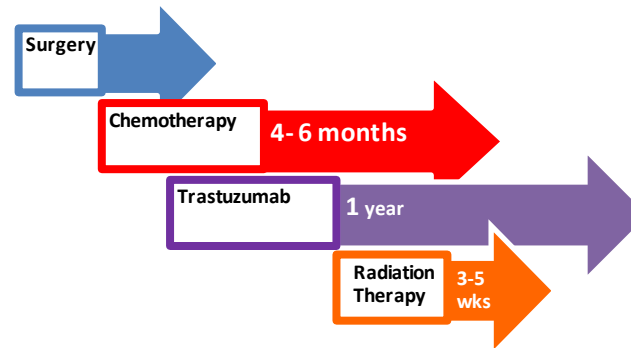 Surgery
Chemotherapy
4- 6 months
Trastuzumab
1 year
Radiation
Therapy
3-5
wks